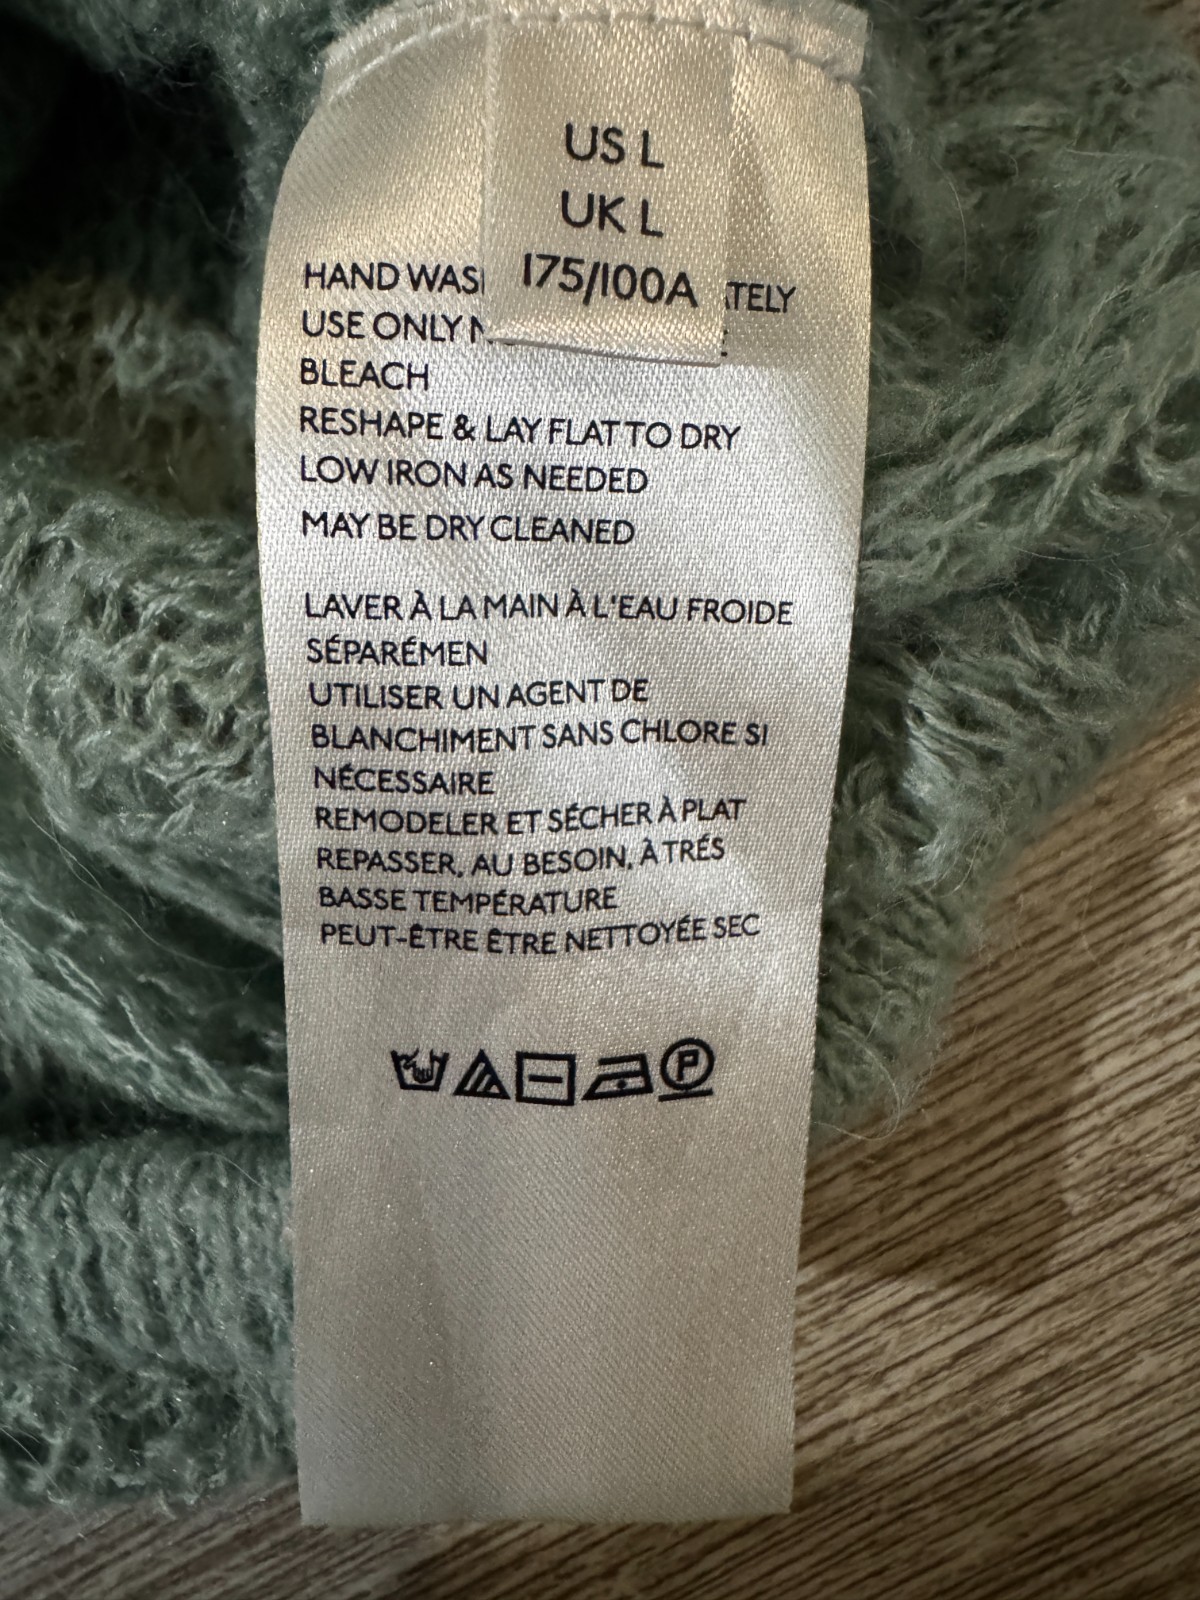 US L
UK L
175/100A
HAND WAS TELY
USE ONLY
BLEACH
RESHAPE & LAY FLAT TO DRY
LOW IRON AS NEEDED
MAY BE DRY CLEANED
LAVER À LA MAIN À L'EAU FROIDE
SÉPARÉMEN
UTILISER UN AGENT DE
BLANCHIMENT SANS CHLORE SI
NÉCESSAIRE
REMODELER ET SÉCHER À PLAT
REPASSER, AU BESOIN, À TRÉS
BASSE TEMPÉRATURE
PEUT-ÊTRE ÊTRE NETTOYÉE SEC
P